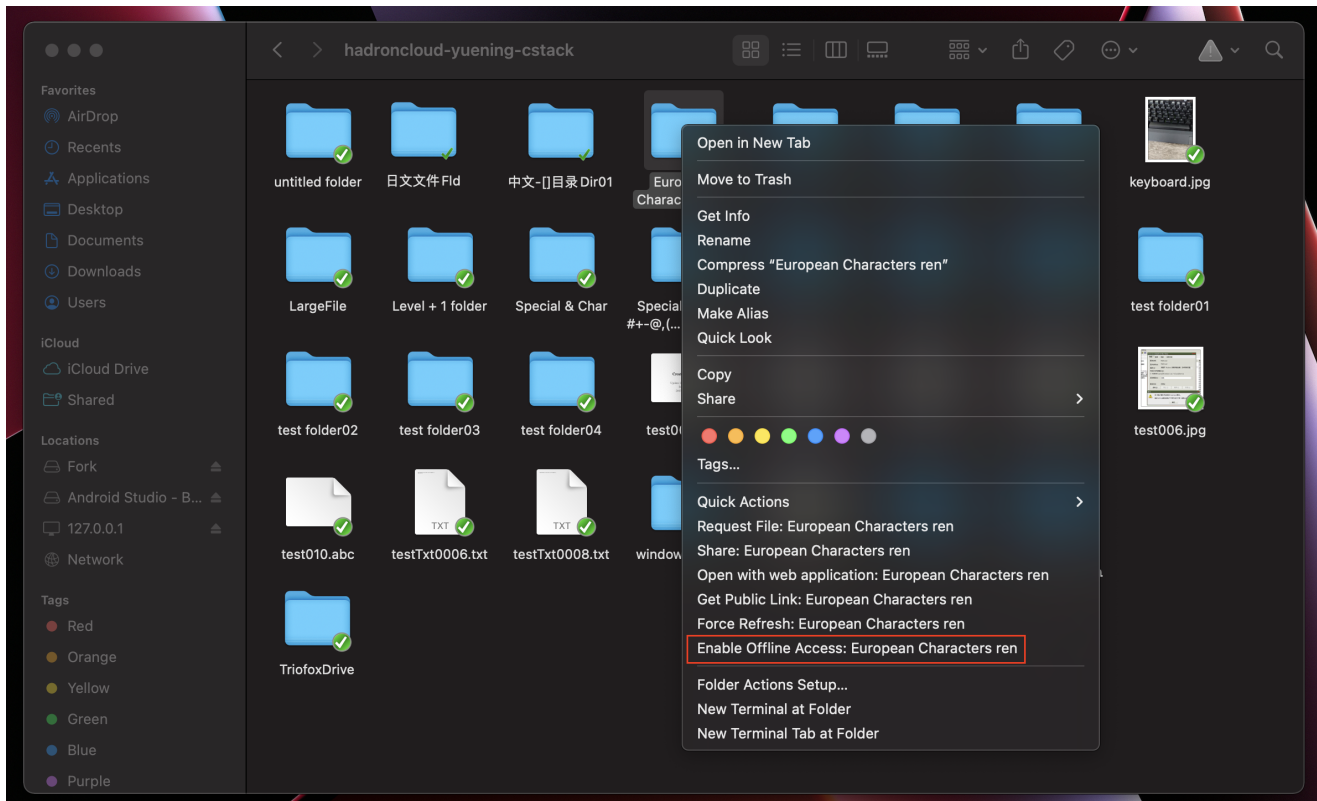 hadroncloud-yuening-cstack
Favorites
AirDrop
Recents
Applications
Desktop
Documents
Downloads
Users
iCloud
iCloud Drive
Shared
Locations
Fork
Android Studio - B...
127.0.0.1
Network
Tags
Red
Orange
Yellow
Green
Blue
Purple
untitled folder
日文文件Fld
中文-[]目录Dir01
Euro
Charac
keyboard.jpg
LargeFile
Level + 1 folder
Special & Char
Special
#+-@,(...
test folder01
test folder02
test folder03
test folder04
test0
test006.jpg
TXT
TXT
test010.abc
testTxt0006.txt
testTxt0008.txt
window
TriofoxDrive
Open in New Tab
Move to Trash
Get Info
Rename
Compress “European Characters ren”
Duplicate
Make Alias
Quick Look
Copy
Share
Tags...
Quick Actions
Request File: European Characters ren
Share: European Characters ren
Open with web application: European Characters ren
Get Public Link: European Characters ren
Force Refresh: European Characters ren
Enable Offline Access: European Characters ren
Folder Actions Setup...
New Terminal at Folder
New Terminal Tab at Folder